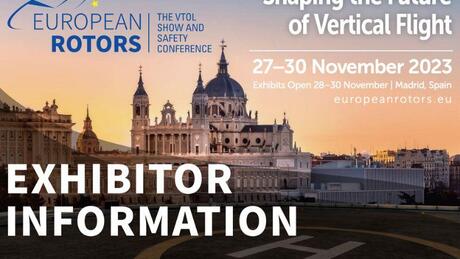 EUROPEAN
ROTORS
THE VTOL
SHOW AND
SAFETY
CONFERENCE
Shaping the Future
of Vertical Flight
27–30 November 2023
Exhibits Open 28–30 November | Madrid, Spain
europeanrotors.eu
EXHIBITOR
INFORMATION
H